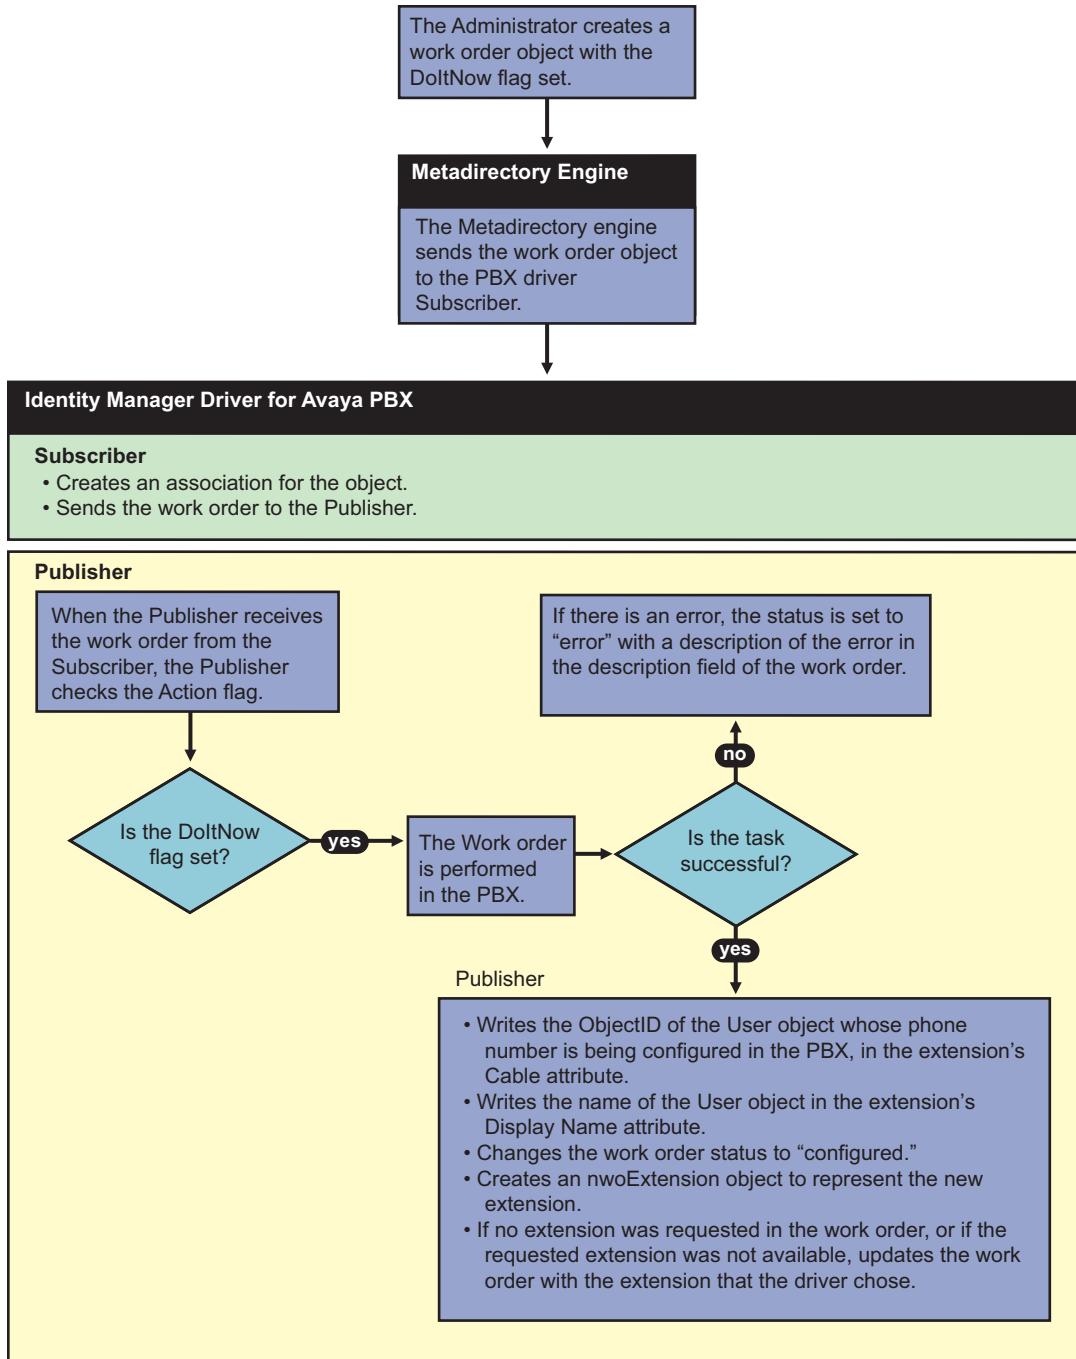 The Administrator creates a
work order object with the
DoItNow flag set.
Metadirectory Engine
The Metadirectory engine
sends the work order object
to the PBX driver
Subscriber.
Identity Manager Driver for Avaya PBX
Subscriber
• Creates an association for the object.
• Sends the work order to the Publisher.
Publisher
When the Publisher receives
the work order from the
Subscriber, the Publisher
checks the Action flag.
If there is an error, the status is set to
“error” with a description of the error in
the description field of the work order.
no
Is the DoItNow
flag set?
yes
The Work order
is performed
in the PBX.
Is the task
successful?
yes
Publisher
• Writes the ObjectID of the User object whose phone
number is being configured in the PBX, in the extension’s
Cable attribute.
• Writes the name of the User object in the extension’s
Display Name attribute.
• Changes the work order status to “configured.”
• Creates an nwoExtension object to represent the new
extension.
• If no extension was requested in the work order, or if the
requested extension was not available, updates the work
order with the extension that the driver chose.